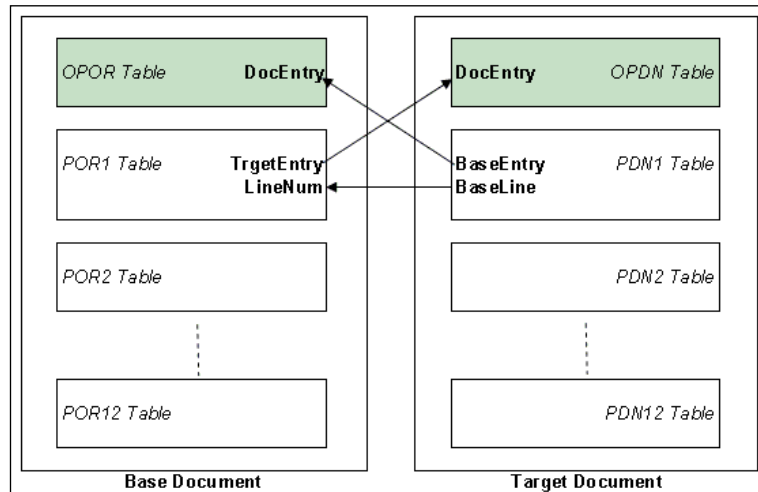 OPOR Table DocEntry
DocEntry OPDN Table
POR1 Table TrgetEntry
LineNum
BaseEntry PDN1 Table
BaseLine
POR2 Table
PDN2 Table
POR12 Table
PDN12 Table
Base Document
Target Document